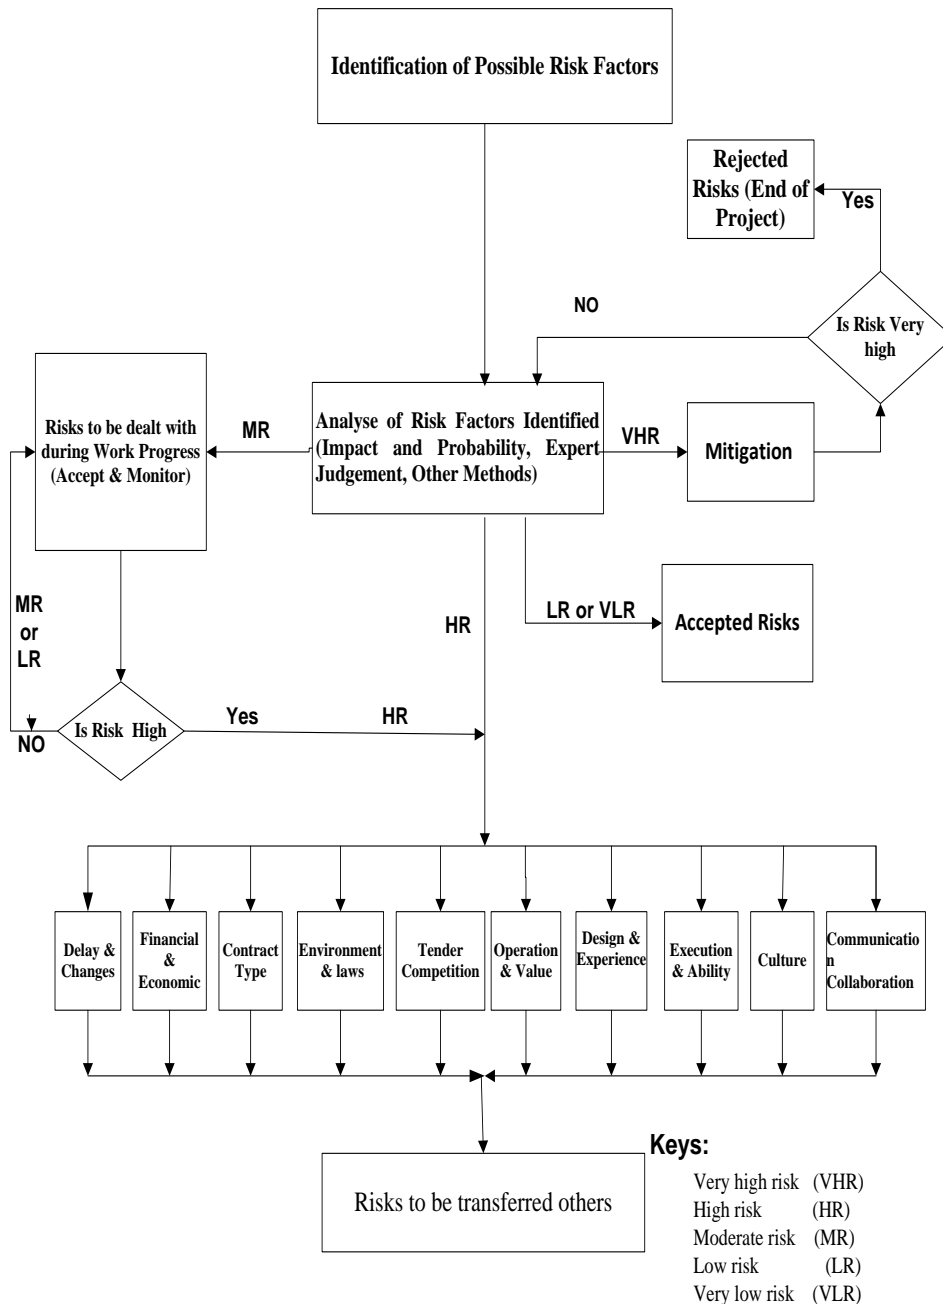 Identification of Possible Risk Factors
Rejected
Risks (End of
Project)
Yes
NO
Is Risk Very
high
Risks to be dealt with
during Work Progress
(Accept & Monitor)
MR
Analyse of Risk Factors Identified
(Impact and Probability, Expert
Judgement, Other Methods)
VHR
Mitigation
MR
or
LR
HR
LR or VLR
Accepted Risks
NO
Is Risk High
Yes
HR
Delay &
Changes
Financial
&
Economic
Contract
Type
Environment
& laws
Tender
Competition
Operation
& Value
Design &
Experience
Execution
& Ability
Culture
Communicatio
n
Collaboration
Risks to be transferred others
Keys:
Very high risk (VHR)
High risk (HR)
Moderate risk (MR)
Low risk (LR)
Very low risk (VLR)